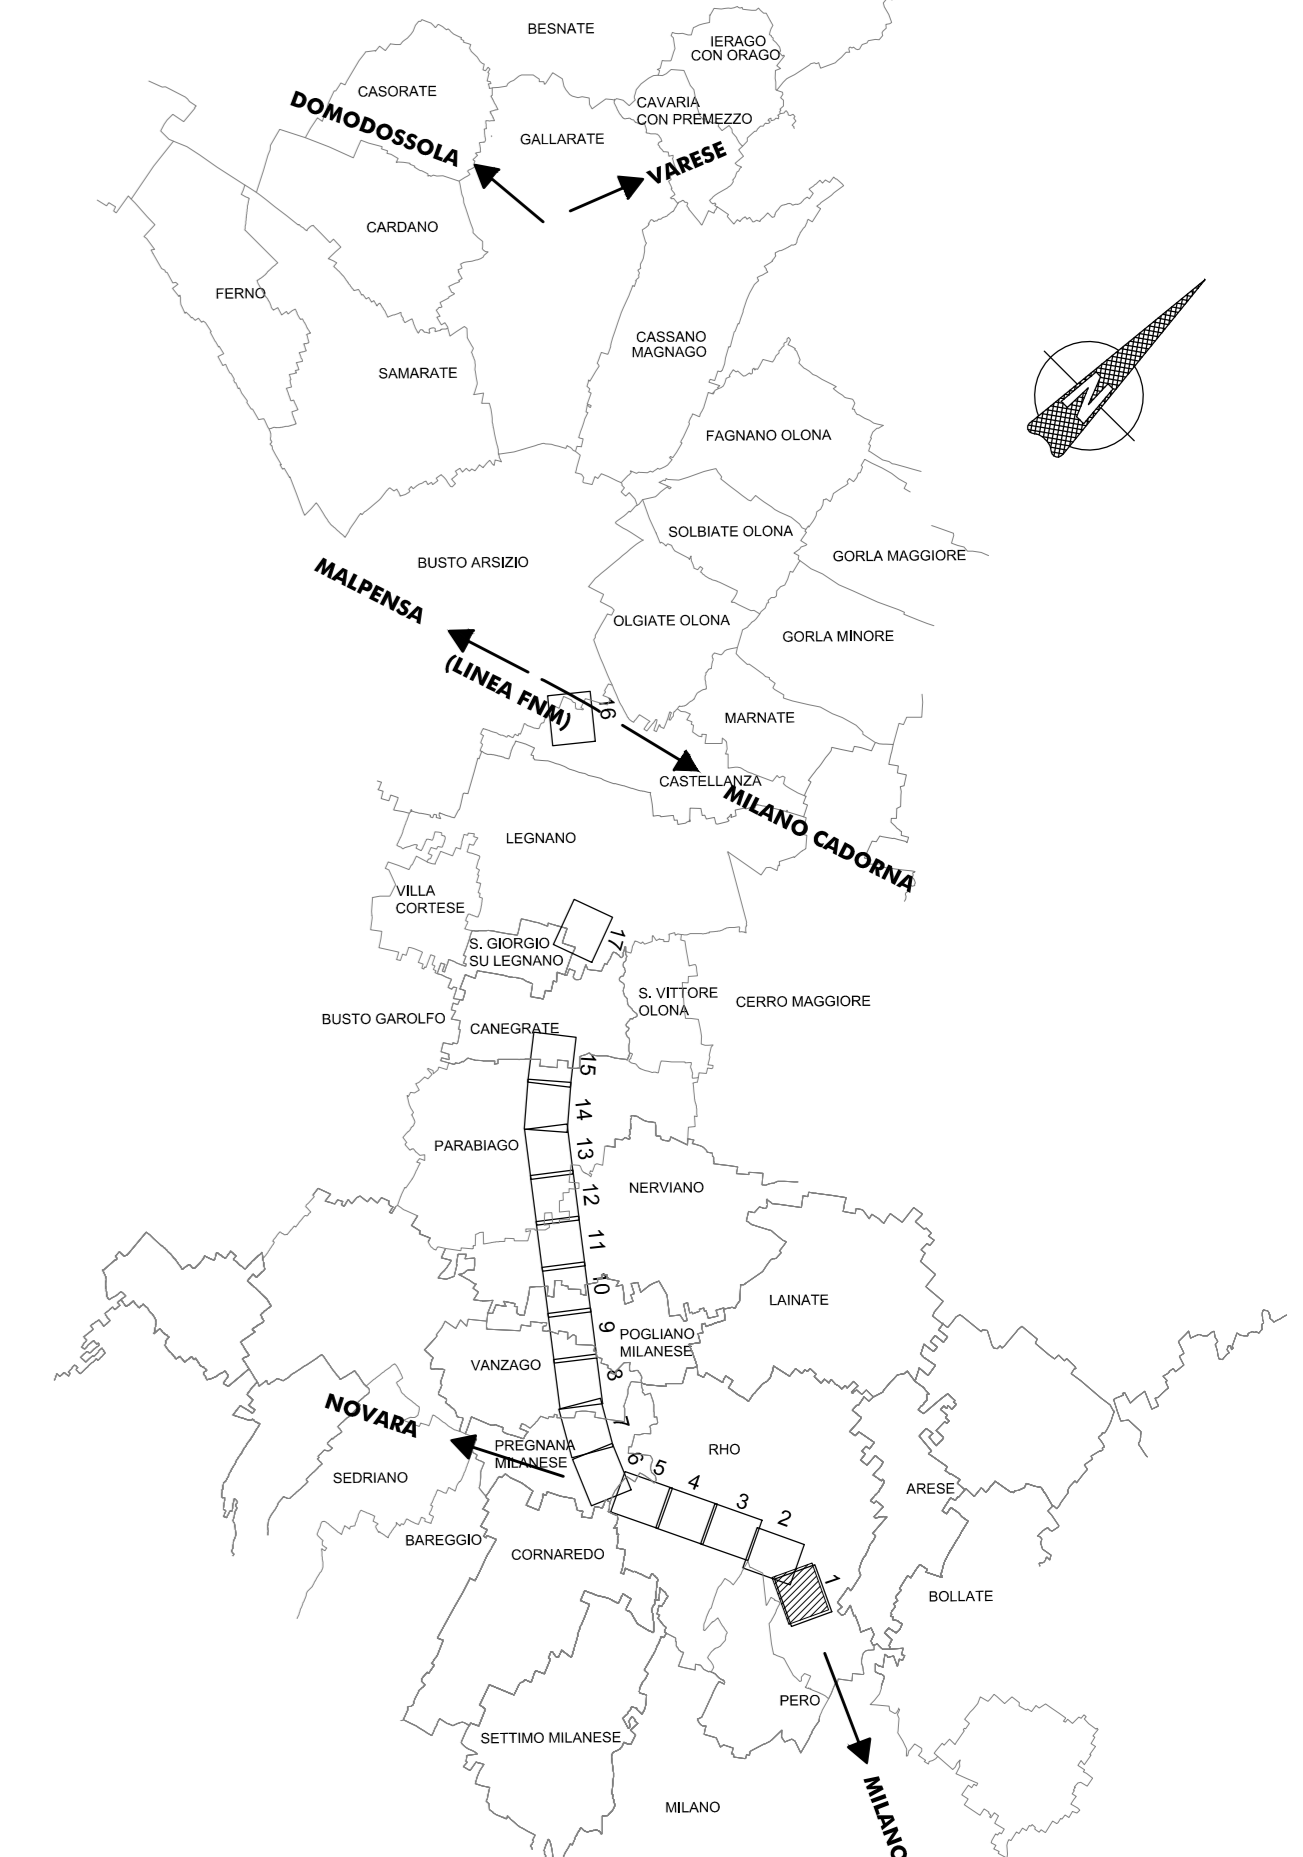 BESNATE
IERAGO
CON ORAGO
CASORATE
DOMODOSSOLA
CAVARIA
CON PREMEZZO
GALLARATE
VARESE
CARDANO
FERNO
CASSANO
MAGNAGO
SAMARATE
N
FAGNANO OLONA
SOLBIATE OLONA
GORLA MAGGIORE
BUSTO ARSIZIO
MALPENSA
OLGIATE OLONA
GORLA MINORE
(LINEA FNM)
16
MARNATE
CASTELLANZA
MILANO CADORNA
LEGNANO
VILLA
CORTESE
17
S. GIORGIO
SU LEGNANO
S. VITTORE
OLONA
CERRO MAGGIORE
BUSTO GAROLFO
CANEGRATE
15
14
13
PARABIAGO
NERVIANO
12
11
10
LAINATE
9
POGLIANO
MILANESE
VANZAGO
8
NOVARA
7
PREGNANA
MILANESE
RHO
6
5
4
3
2
1
SEDRIANO
ARESE
BAREGGIO
CORNAREDO
BOLLATE
PERO
SETTIMO MILANESE
MILANO
MILANO